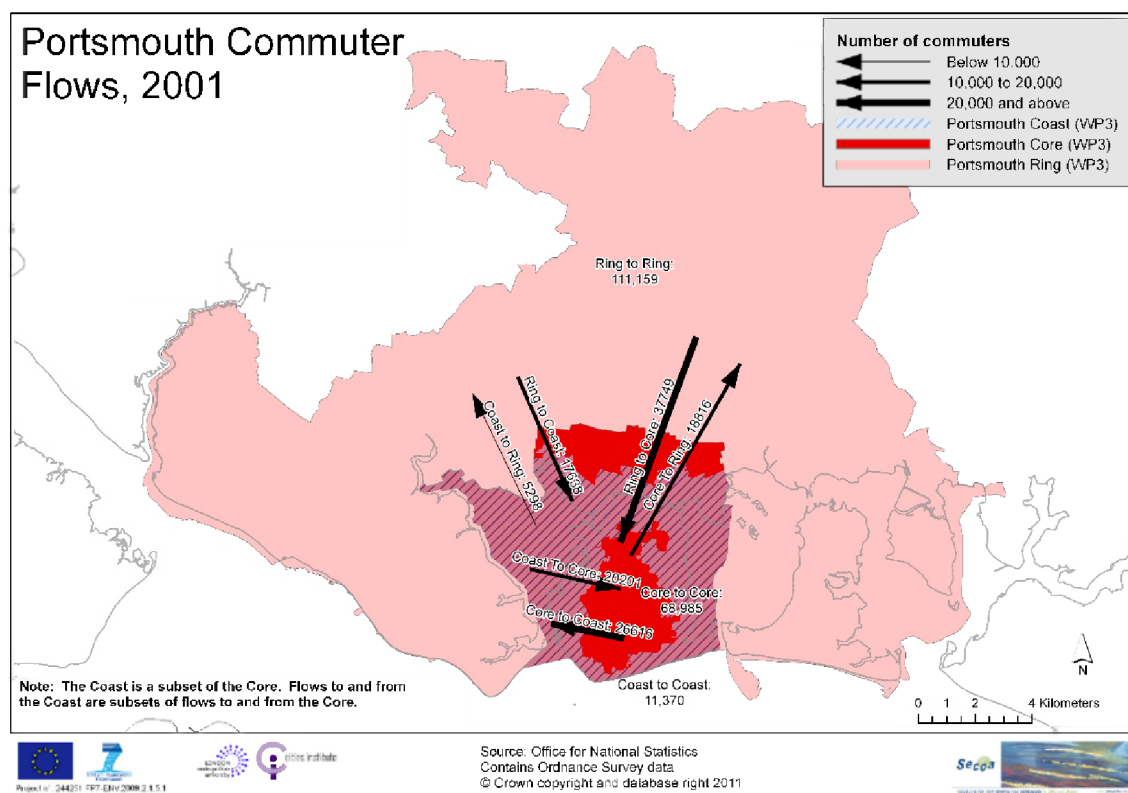 Portsmouth Commuter
Flows, 2001
Number of commuters
Below 10.000
10,000 to 20,000
20,000 and above
Portsmouth Coast (WP3)
Portsmouth Core (WP3)
Portsmouth Ring (WP3)
Ring to Ring:
111,159
Ring to Core: 37749
Core To Ring: 18816
Ring to Coast: 17638
Coast to Ring: 5298
Coast To Core: 20201
Core to Core:
68,985
Core to Coast: 26616
Coast to Coast:
11,370
Note: The Coast is a subset of the Core. Flows to and from
the Coast are subsets of flows to and from the Core.
N
0 1 2 4 Kilometers
cities institute
Source: Office for National Statistics
Contains Ordnance Survey data
© Crown copyright and database right 2011
Secoa